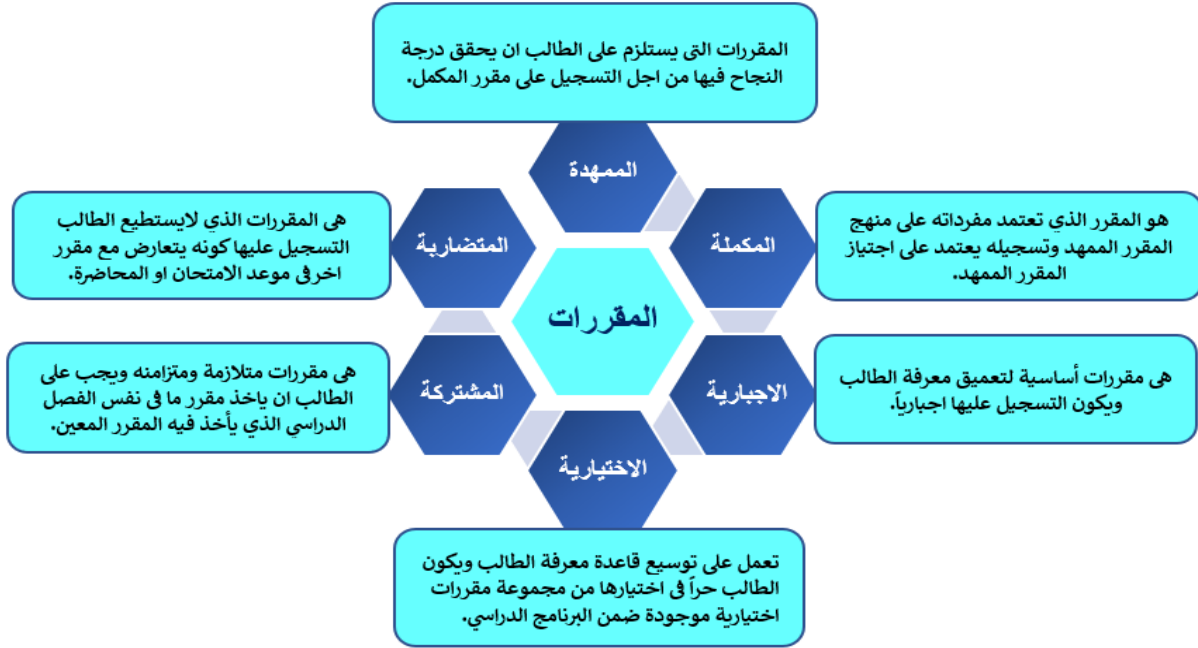 المقررات التى يستلزم على الطالب ان يحقق درجة
النجاح فيها من اجل التسجيل على مقرر المكمل.
الممهدة
المكملة
هو المقرر الذي تعتمد مفرداته على منهج
المقرر الممهد وتسجيله يعتمد على اجتياز
المقرر الممهد.
المتضاربة
هى المقررات الذي لايستطيع الطالب
التسجيل عليها كونه يتعارض مع مقرر
اخرفى موعد الامتحان او المحاضرة.
المقررات
الاجبارية
هى مقررات أساسية لتعميق معرفة الطالب
ويكون التسجيل عليها اجبارياً.
المشتركة
هى مقررات متلازمة ومتزامنه ويجب على
الطالب ان ياخذ مقرر ما فى نفس الفصل
الدراسي الذي يأخذ فيه المقرر المعين.
الاختيارية
تعمل على توسيع قاعدة معرفة الطالب ويكون
الطالب حراً فى اختيارها من مجموعة مقررات
اختيارية موجودة ضمن البرنامج الدراسي.